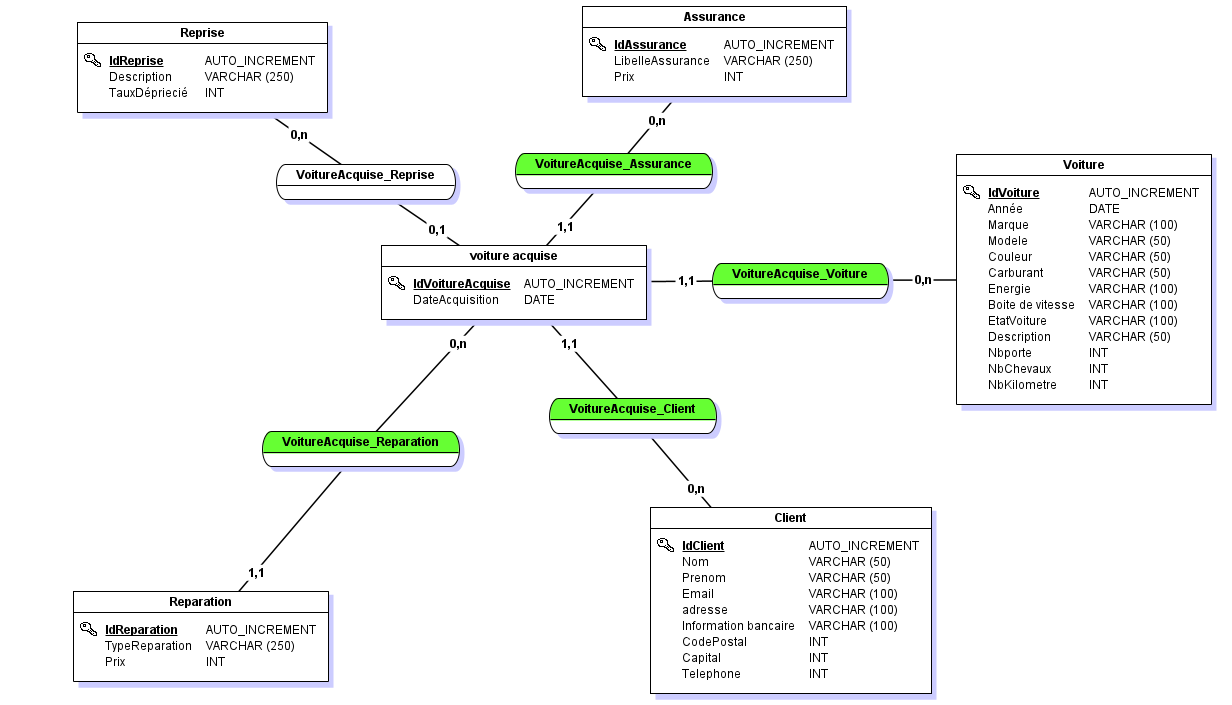 Reprise
IdReprise AUTO_INCREMENT
Description VARCHAR (250)
TauxDéprecié INT
0,n
VoitureAcquise_Reprise
0,1
Assurance
IdAssurance AUTO_INCREMENT
LibelleAssurance VARCHAR (250)
Prix INT
0,n
VoitureAcquise_Assurance
1,1
voiture acquise
IdVoitureAcquise AUTO_INCREMENT
DateAcquisition DATE
1,1
VoitureAcquise_Voiture
0,n
Voiture
IdVoiture AUTO_INCREMENT
Année DATE
Marque VARCHAR (100)
Modele VARCHAR (50)
Couleur VARCHAR (50)
Carburant VARCHAR (50)
Energie VARCHAR (100)
Boite de vitesse VARCHAR (100)
EtatVoiture VARCHAR (100)
Description VARCHAR (50)
Nbporte INT
NbChevaux INT
NbKilometre INT
0,n
VoitureAcquise_Reparation
1,1
Reparation
IdReparation AUTO_INCREMENT
TypeReparation VARCHAR (250)
Prix INT
1,1
VoitureAcquise_Client
0,n
Client
IdClient AUTO_INCREMENT
Nom VARCHAR (50)
Prenom VARCHAR (50)
Email VARCHAR (100)
adresse VARCHAR (100)
Information bancaire VARCHAR (100)
CodePostal INT
Capital INT
Telephone INT